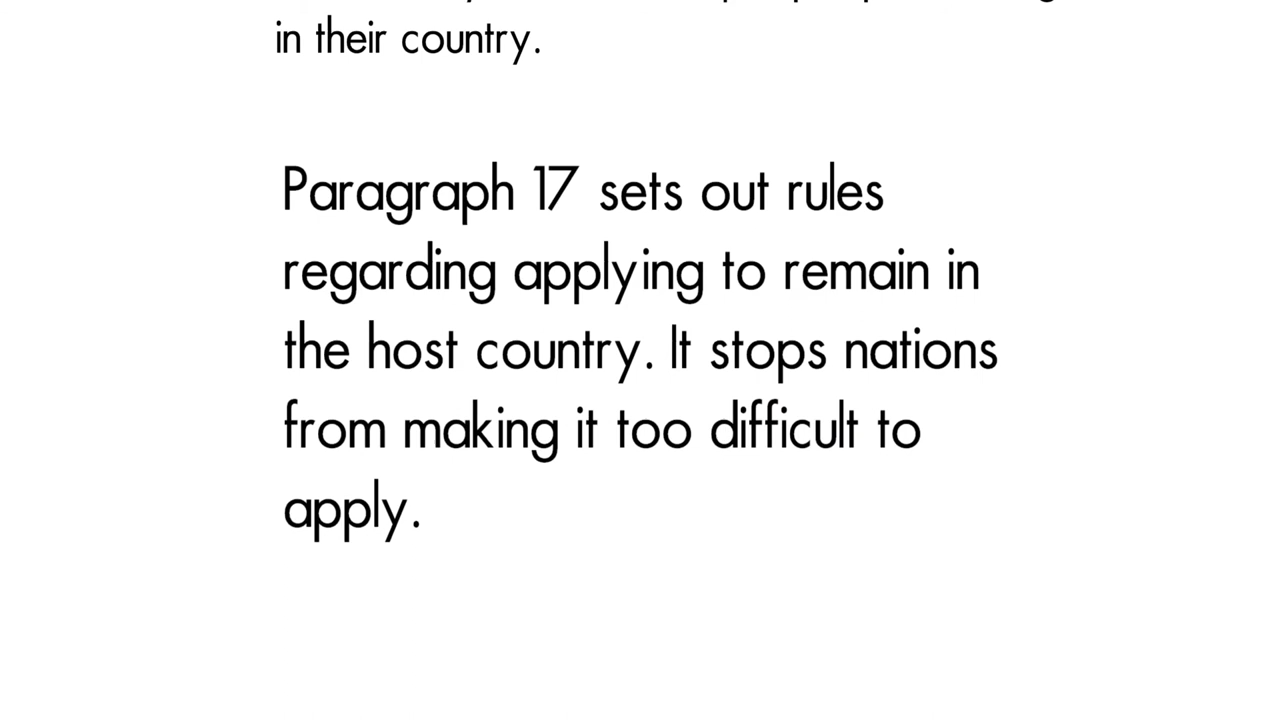 in their country.
Paragraph 17 sets out rules
regarding applying to remain in
the host country. It stops nations
from making it too difficult to
apply.